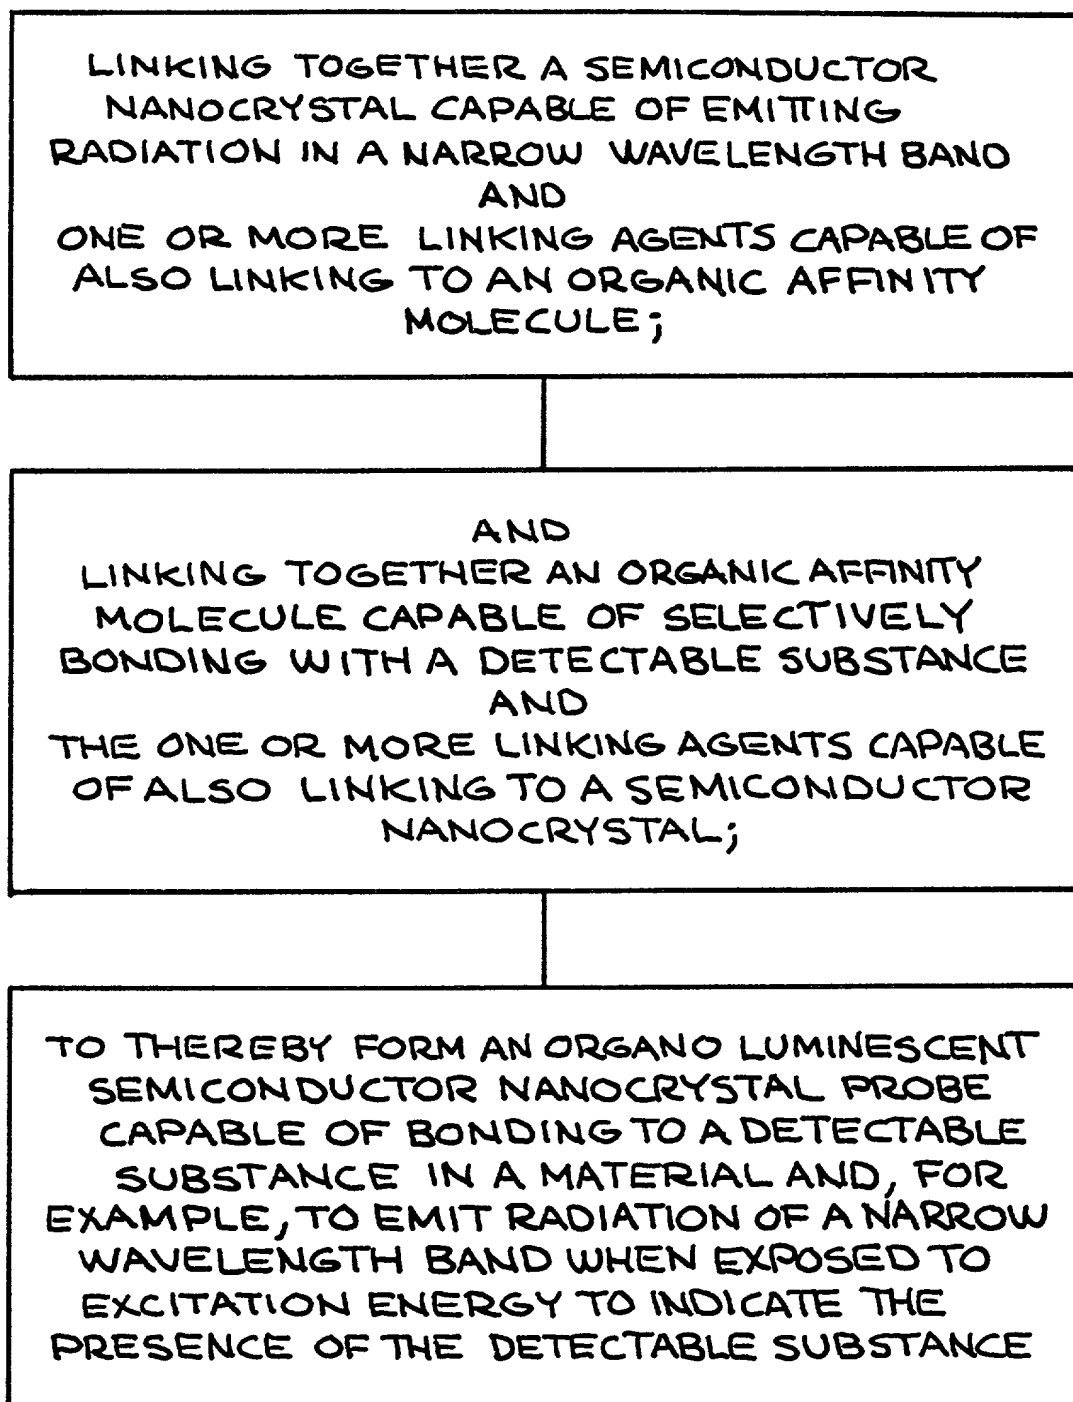 LINKING TOGETHER A SEMICONDUCTOR
NANOCRYSTAL CAPABLE OF EMITTING
RADIATION IN A NARROW WAVELENGTH BAND
AND
ONE OR MORE LINKING AGENTS CAPABLE OF
ALSO LINKING TO AN ORGANIC AFFINITY
MOLECULE;
AND
LINKING TOGETHER AN ORGANIC AFFINITY
MOLECULE CAPABLE OF SELECTIVELY
BONDING WITH A DETECTABLE SUBSTANCE
AND
THE ONE OR MORE LINKING AGENTS CAPABLE
OF ALSO LINKING TO A SEMICONDUCTOR
NANOCRYSTAL;
TO THEREBY FORM AN ORGANO LUMINESCENT
SEMICONDUCTOR NANOCRYSTAL PROBE
CAPABLE OF BONDING TO A DETECTABLE
SUBSTANCE IN A MATERIAL AND, FOR
EXAMPLE, TO EMIT RADIATION OF A NARROW
WAVELENGTH BAND WHEN EXPOSED TO
EXCITATION ENERGY TO INDICATE THE
PRESENCE OF THE DETECTABLE SUBSTANCE